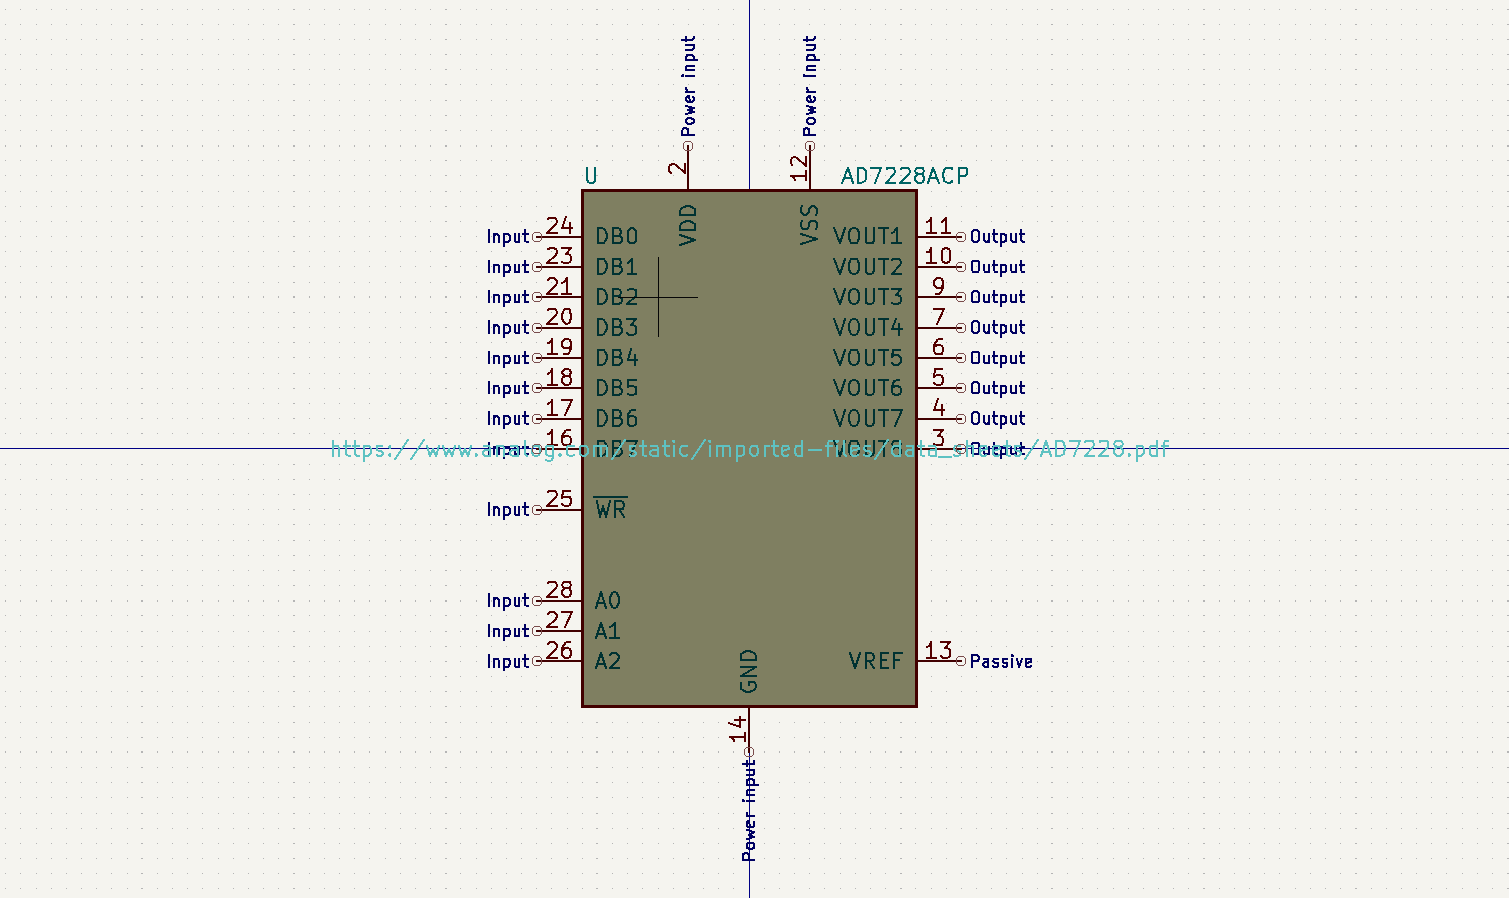 Power input
Power input
2
12
U
AD7228ACP
VDD
VSS
Input 24 DB0 VOUT1 11 Output
Input 23 DB1 VOUT2 10 Output
Input 21 DB2 VOUT3 9 Output
Input 20 DB3 VOUT4 7 Output
Input 19 DB4 VOUT5 6 Output
Input 18 DB5 VOUT6 5 Output
Input 17 DB6 VOUT7 4 Output
Input 16 DB7 3 Output
https://www.analog.com/static/imported-files/data_sheets/AD7228.pdf
Input 25 WR
Input 28 A0
Input 27 A1
Input 26 A2 VREF 13 Passive
GND
14
Power input